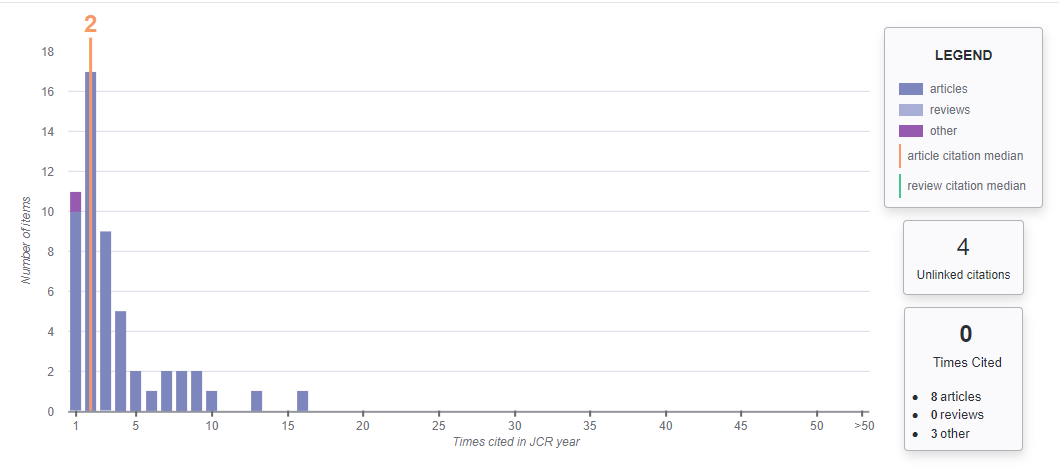 2
18
16
14
12
10
8
6
4
2
0
Number of items
1 5 10 15 20 25 30 35 40 45 50 >50
Times cited in JCR year
LEGEND
articles
reviews
other
article citation median
review citation median
4
Unlinked citations
0
Times Cited
• 8 articles
• 0 reviews
• 3 other